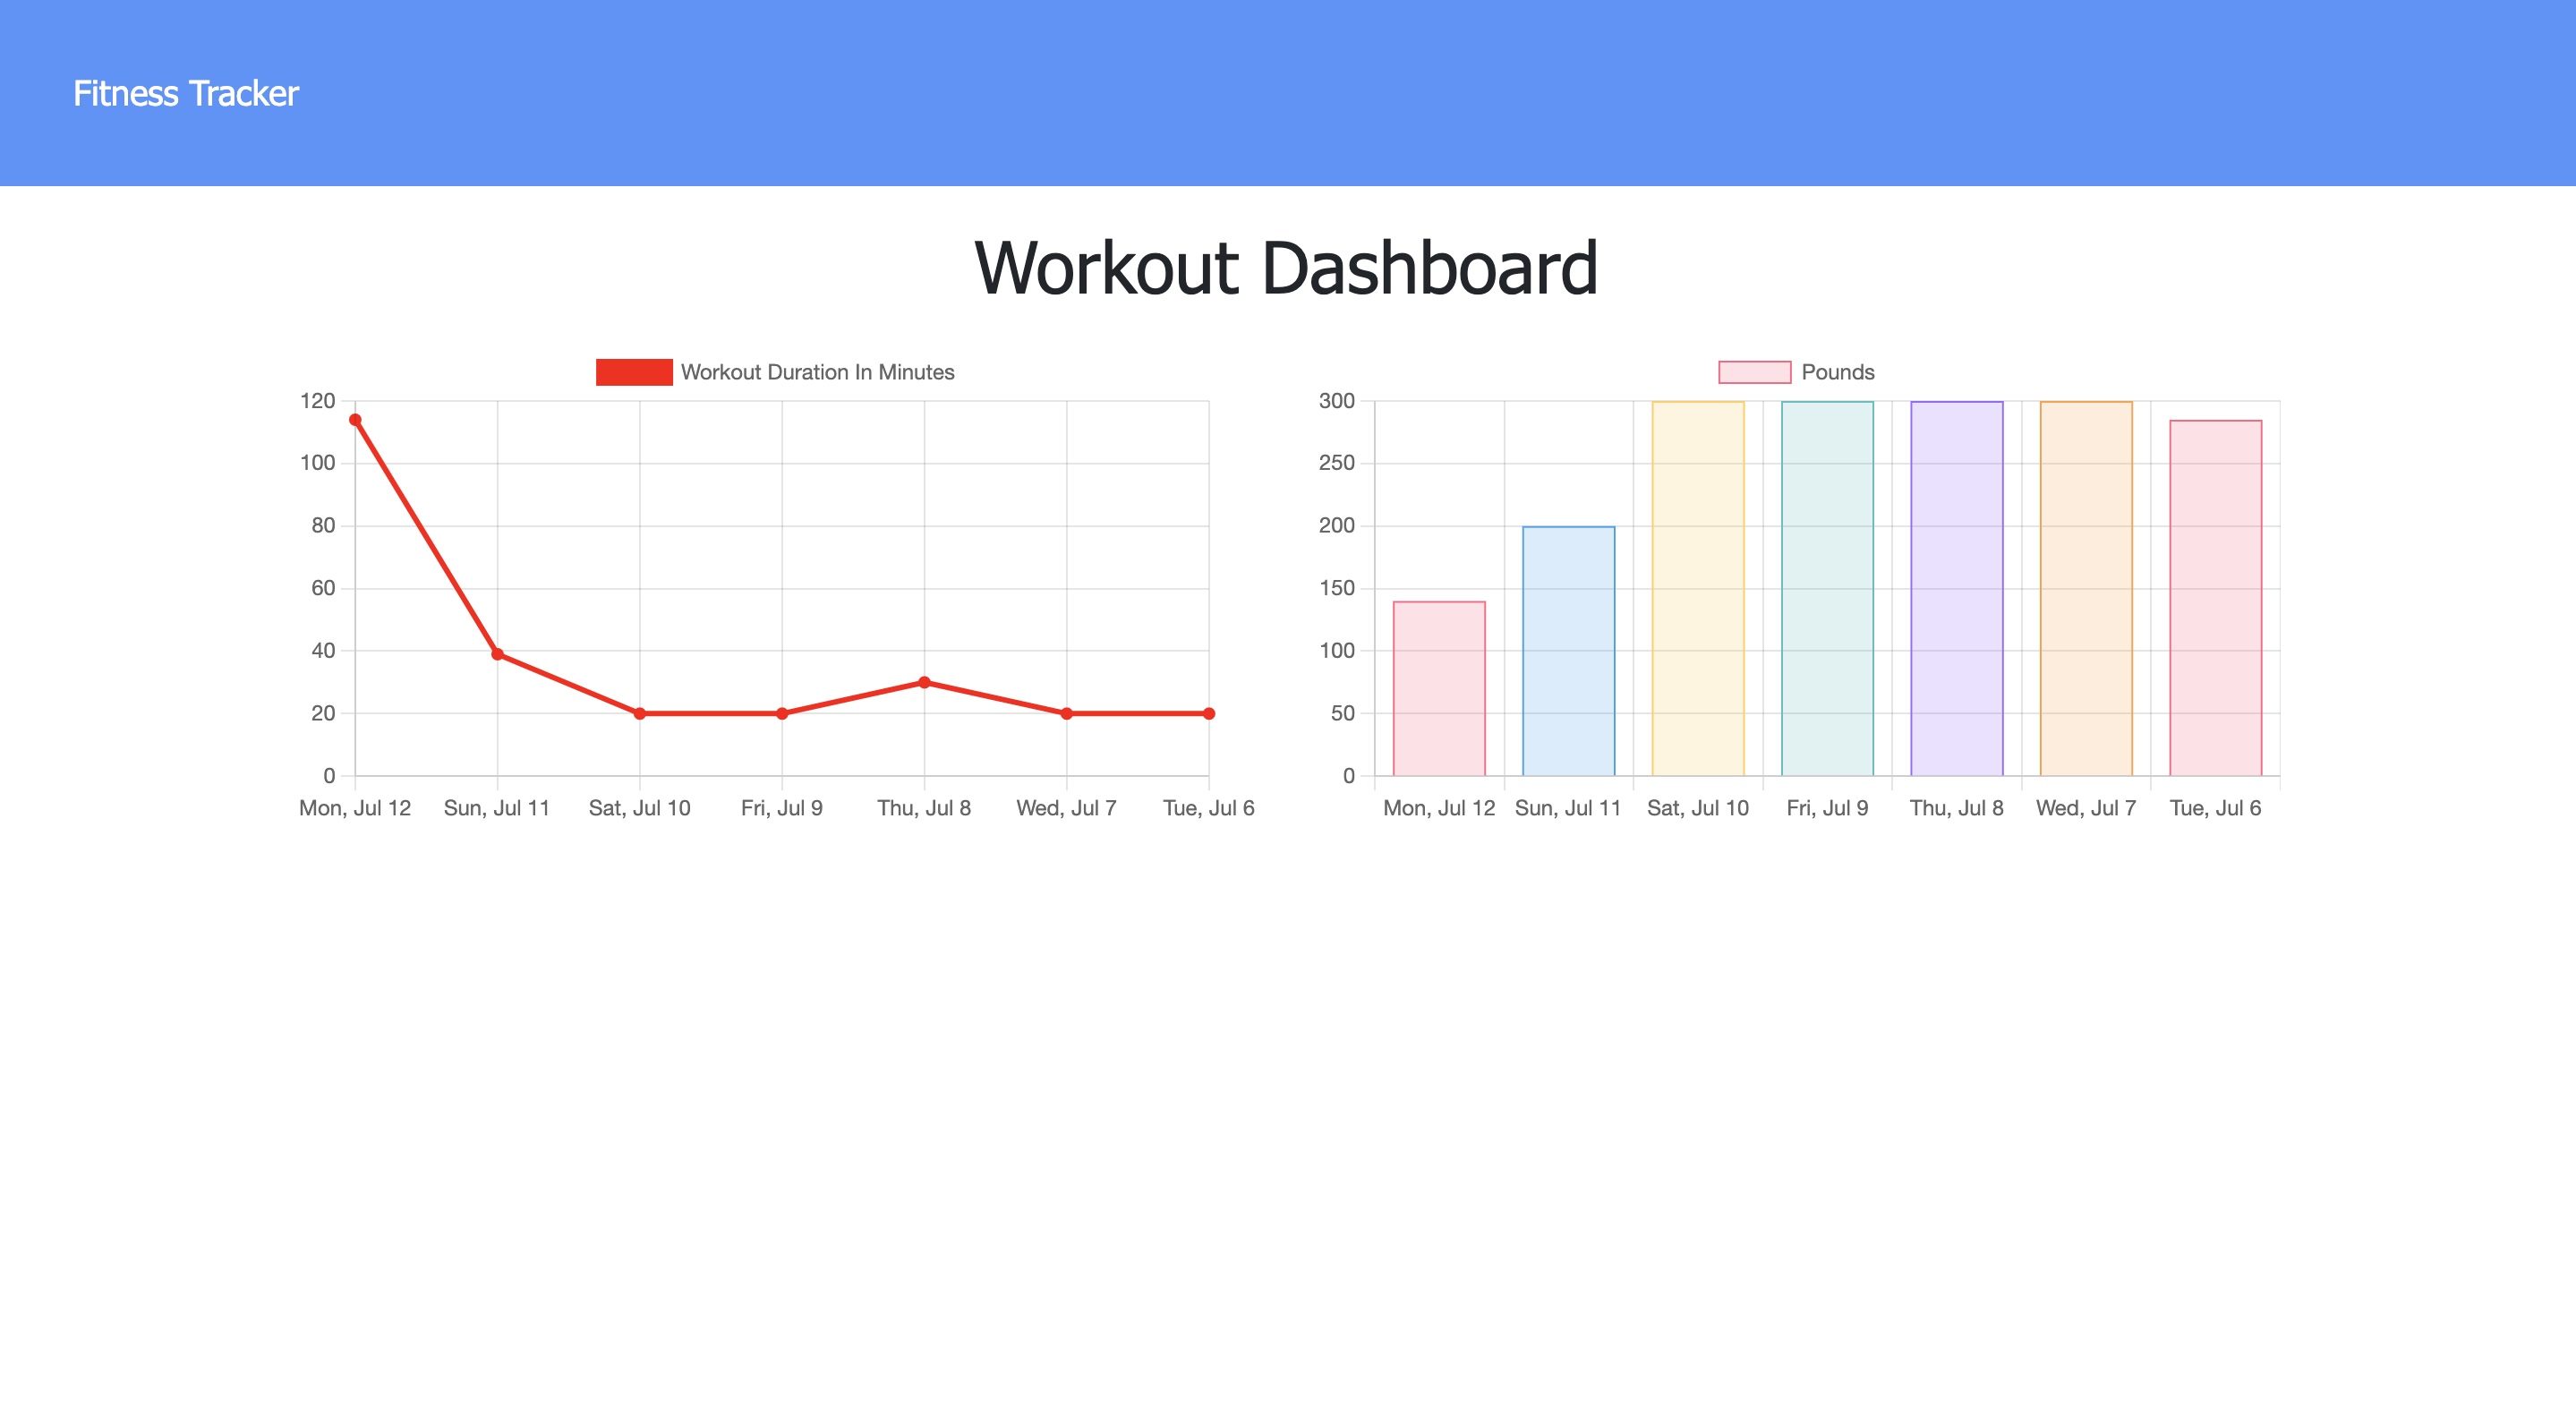 Fitness Tracker
Workout Dashboard
Workout Duration In Minutes
120
100
80
60
40
20
0
Mon, Jul 12 Sun, Jul 11 Sat, Jul 10 Fri, Jul 9 Thu, Jul 8 Wed, Jul 7 Tue, Jul 6
Pounds
300
250
200
150
100
50
0
Mon, Jul 12 Sun, Jul 11 Sat, Jul 10 Fri, Jul 9 Thu, Jul 8 Wed, Jul 7 Tue, Jul 6